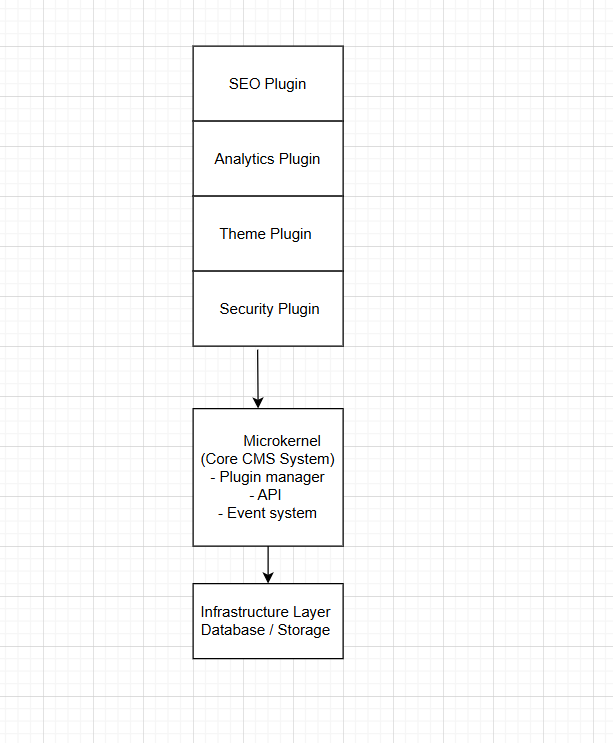 SEO Plugin
Analytics Plugin
Theme Plugin
Security Plugin
Microkernel
(Core CMS System)
- Plugin manager
- API
- Event system
Infrastructure Layer
Database / Storage